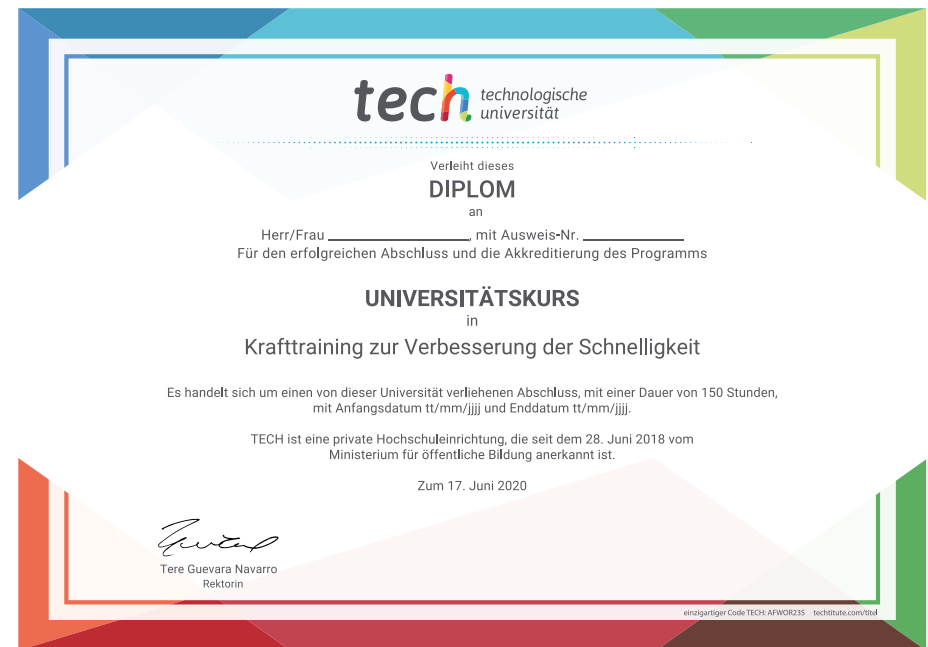 tech technologische
universität
Verleiht dieses
DIPLOM
an
Herr/Frau ____________________, mit Ausweis-Nr. ______________
Für den erfolgreichen Abschluss und die Akkreditierung des Programms
UNIVERSITÄTSKURS
in
Krafttraining zur Verbesserung der Schnelligkeit
Es handelt sich um einen von dieser Universität verliehenen Abschluss, mit einer Dauer von 150 Stunden,
mit Anfangsdatum tt/mm/jjjj und Enddatum tt/mm/jjjj.
TECH ist eine private Hochschuleinrichtung, die seit dem 28. Juni 2018 vom
Ministerium für öffentliche Bildung anerkannt ist.
Zum 17. Juni 2020
Tere Guevara Navarro
Rektorin
einzigartiger Code TECH: AFWOR23S techtitute.com/titel